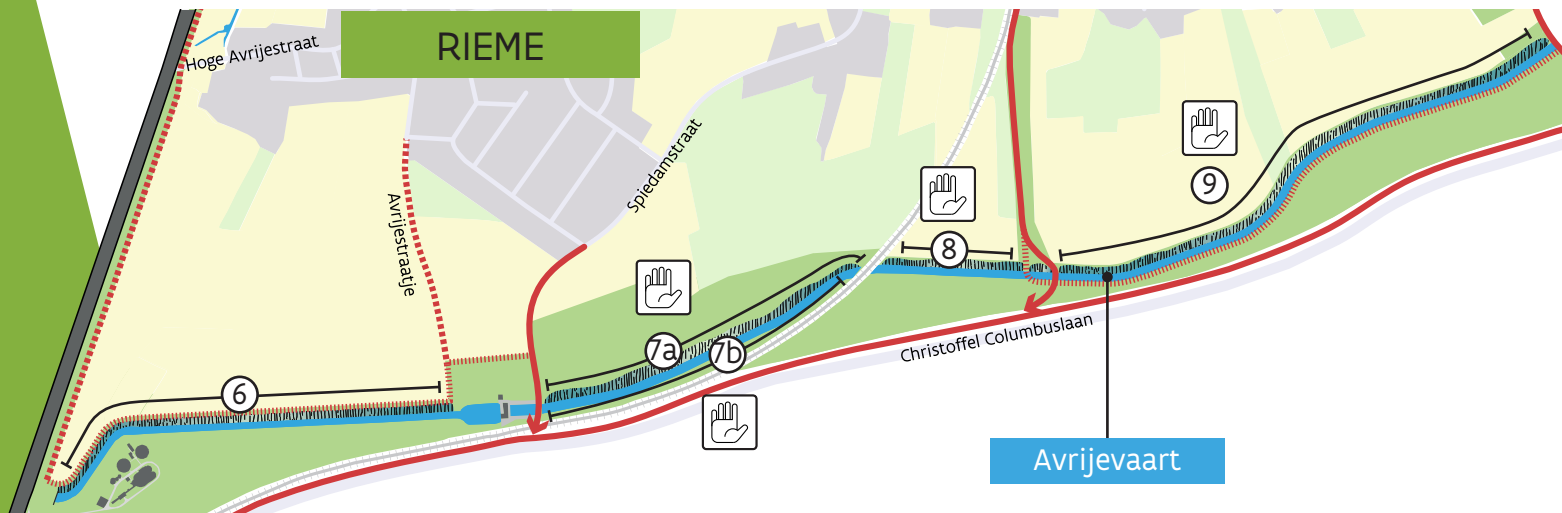 RIEME
Hoge Avrijestraat
Spiedamstraat
Avrijestraatje
9
8
7a
7b
6
Christoffel Columbuslaan
Avrijevaart